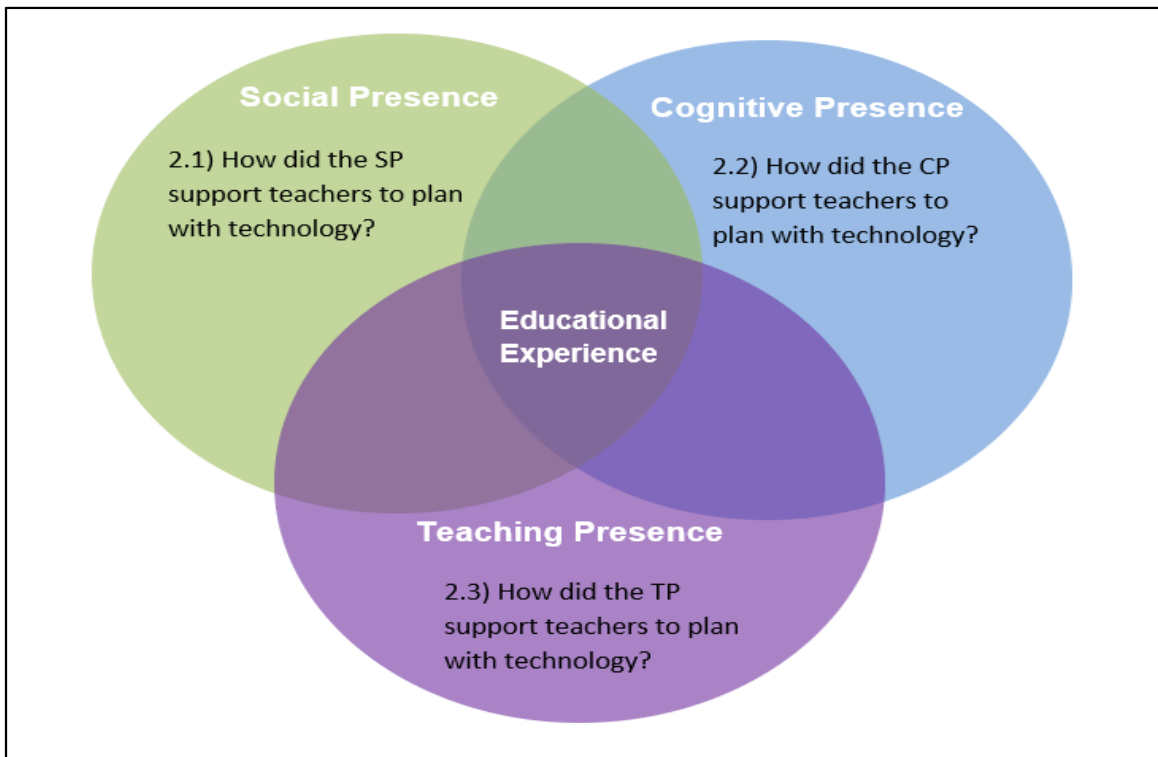 Social Presence
2.1) How did the SP
support teachers to plan
with technology?
Cognitive Presence
2.2) How did the CP
support teachers to
plan with technology?
Educational
Experience
Teaching Presence
2.3) How did the TP
support teachers to plan
with technology?